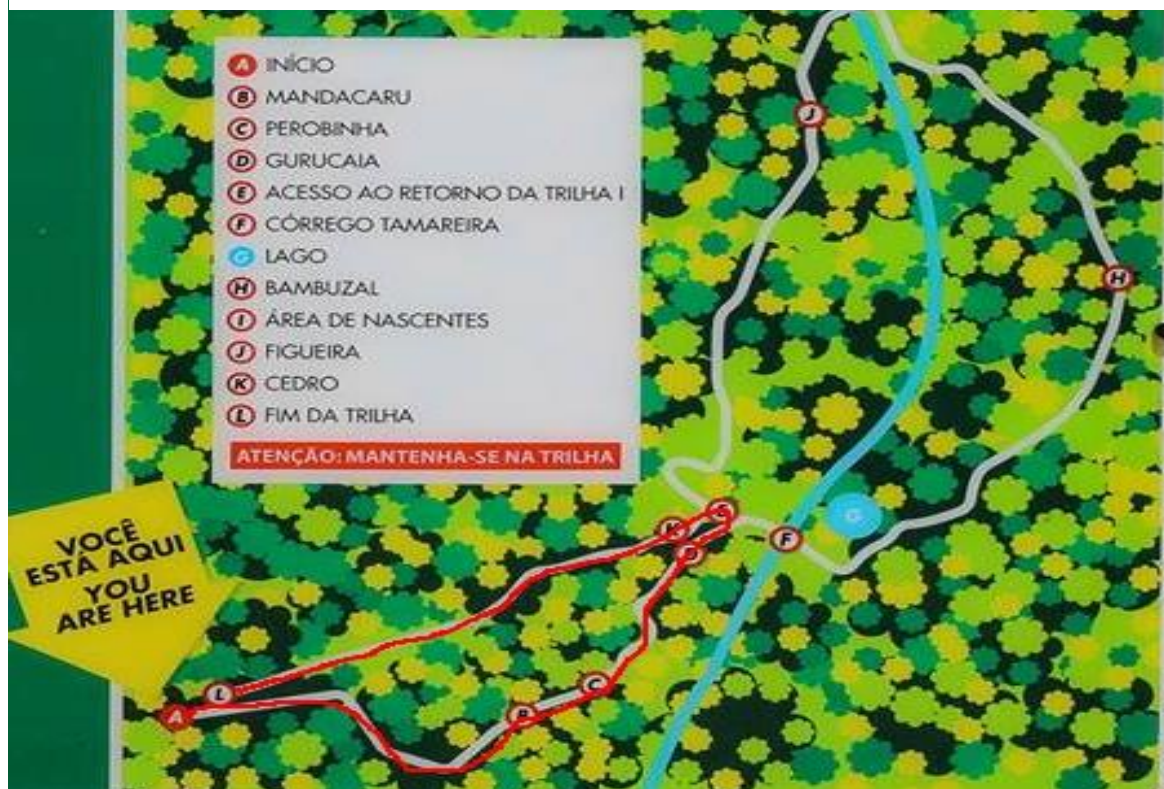 A INÍCIO
B MANDACARU
C PEROBINHA
D GURUCAIA
E ACESSO AO RETORNO DA TRILHA I
F CÓRREGO TAMAREIRA
G LAGO
H BAMBUZAL
I ÁREA DE NASCENTES
J FIGUEIRA
K CEDRO
L FIM DA TRILHA
ATENÇÃO: MANTENHA-SE NA TRILHA
J
H
VOCÊ
ESTÁ AQUI
YOU
ARE HERE
K
G
F
D
L
C
A
B